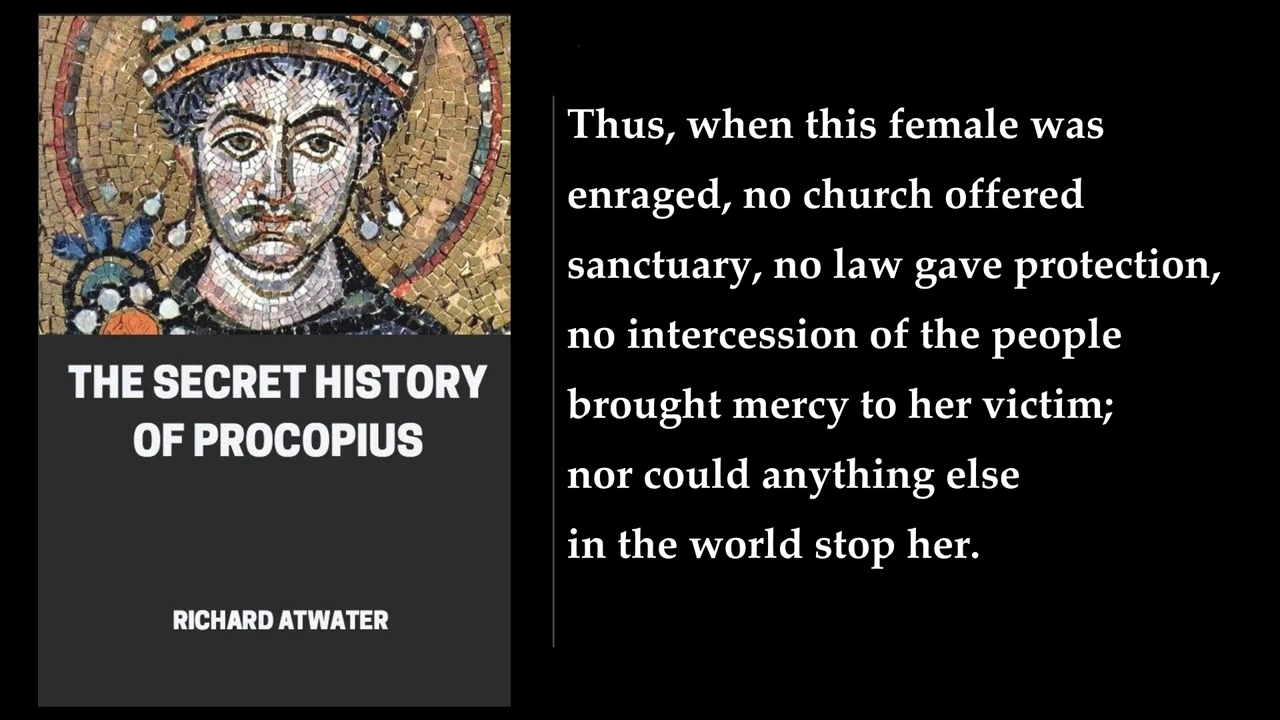 THE SECRET HISTORY
OF PROCOPIUS
RICHARD ATWATER
Thus, when this female was
enraged, no church offered
sanctuary, no law gave protection,
no intercession of the people
brought mercy to her victim;
nor could anything else
in the world stop her.